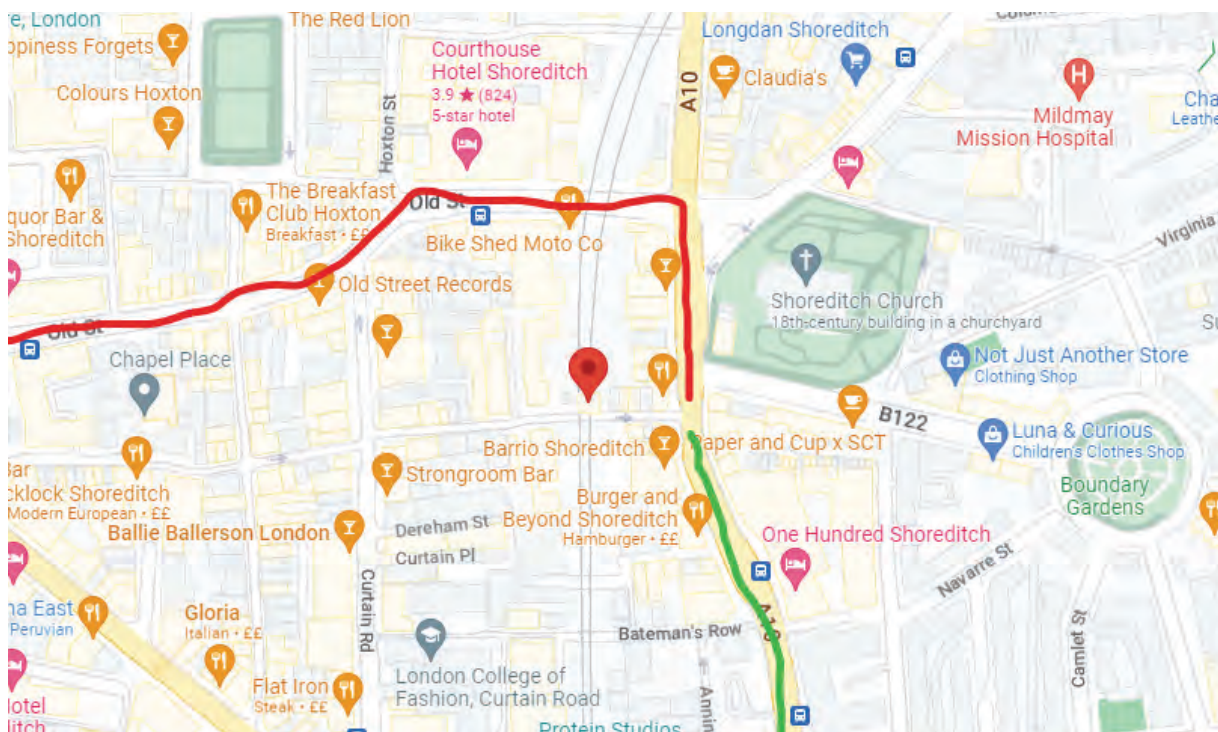 re, London
The Red Lion
ppiness Forgets
Colours Hoxton
Hoxton St
Courthouse
Hotel Shoreditch
3.9 ★ (824)
5-star hotel
A10
Longdan Shoreditch
Claudia's
H
Mildmay
Mission Hospital
Cha
Leathe
The Breakfast
Club Hoxton
Breakfast • ££
quor Bar &
Shoreditch
Old St
Bike Shed Moto Co
Virginia
Old Street Records
Shoreditch Church
18th-century building in a churchyard
Old St
Chapel Place
Not Just Another Store
Clothing Shop
B122
Luna & Curious
Children's Clothes Shop
Paper and Cup x SCT
Barrio Shoreditch
Strongroom Bar
Bar
cklock Shoreditch
Modern European • ££
Boundary
Gardens
Burger and
Beyond Shoreditch
Hamburger • ££
Dereham St
Curtain Pl
Ballie Ballerson London
One Hundred Shoreditch
Navarre St
Curtain Rd
na East
Peruvian
Gloria
Italian • ££
Bateman's Row
A10
Camlet St
London College of
Fashion, Curtain Road
Flat Iron
Steak • ££
Annin
Hotel
ditch
Protein Studios